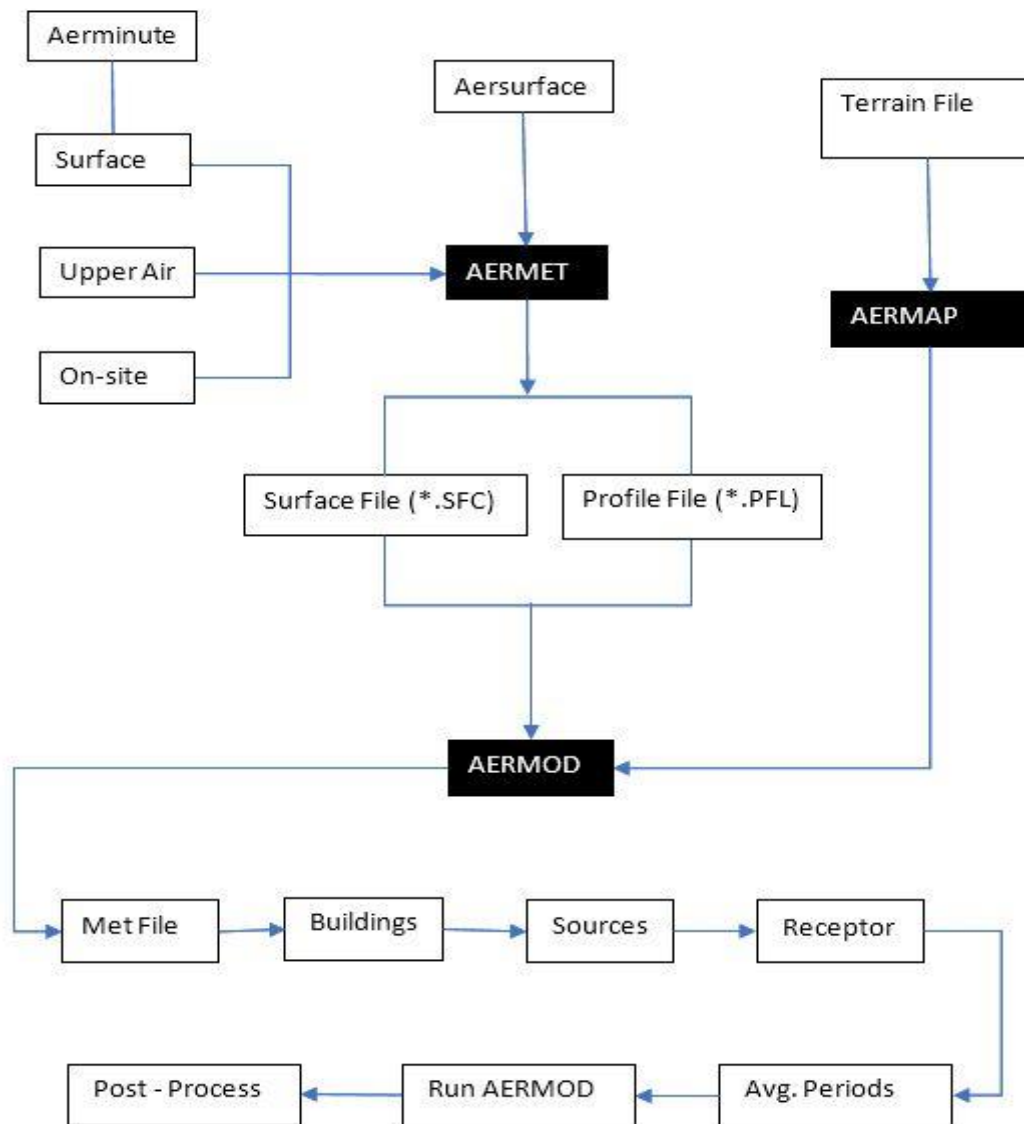 Aerminute
Aersurface
Terrain File
Surface
Upper Air
AERMET
AERMAP
On-site
Surface File (*.SFC)
Profile File (*.PFL)
AERMOD
Met File
Buildings
Sources
Receptor
Post - Process
Run AERMOD
Avg. Periods